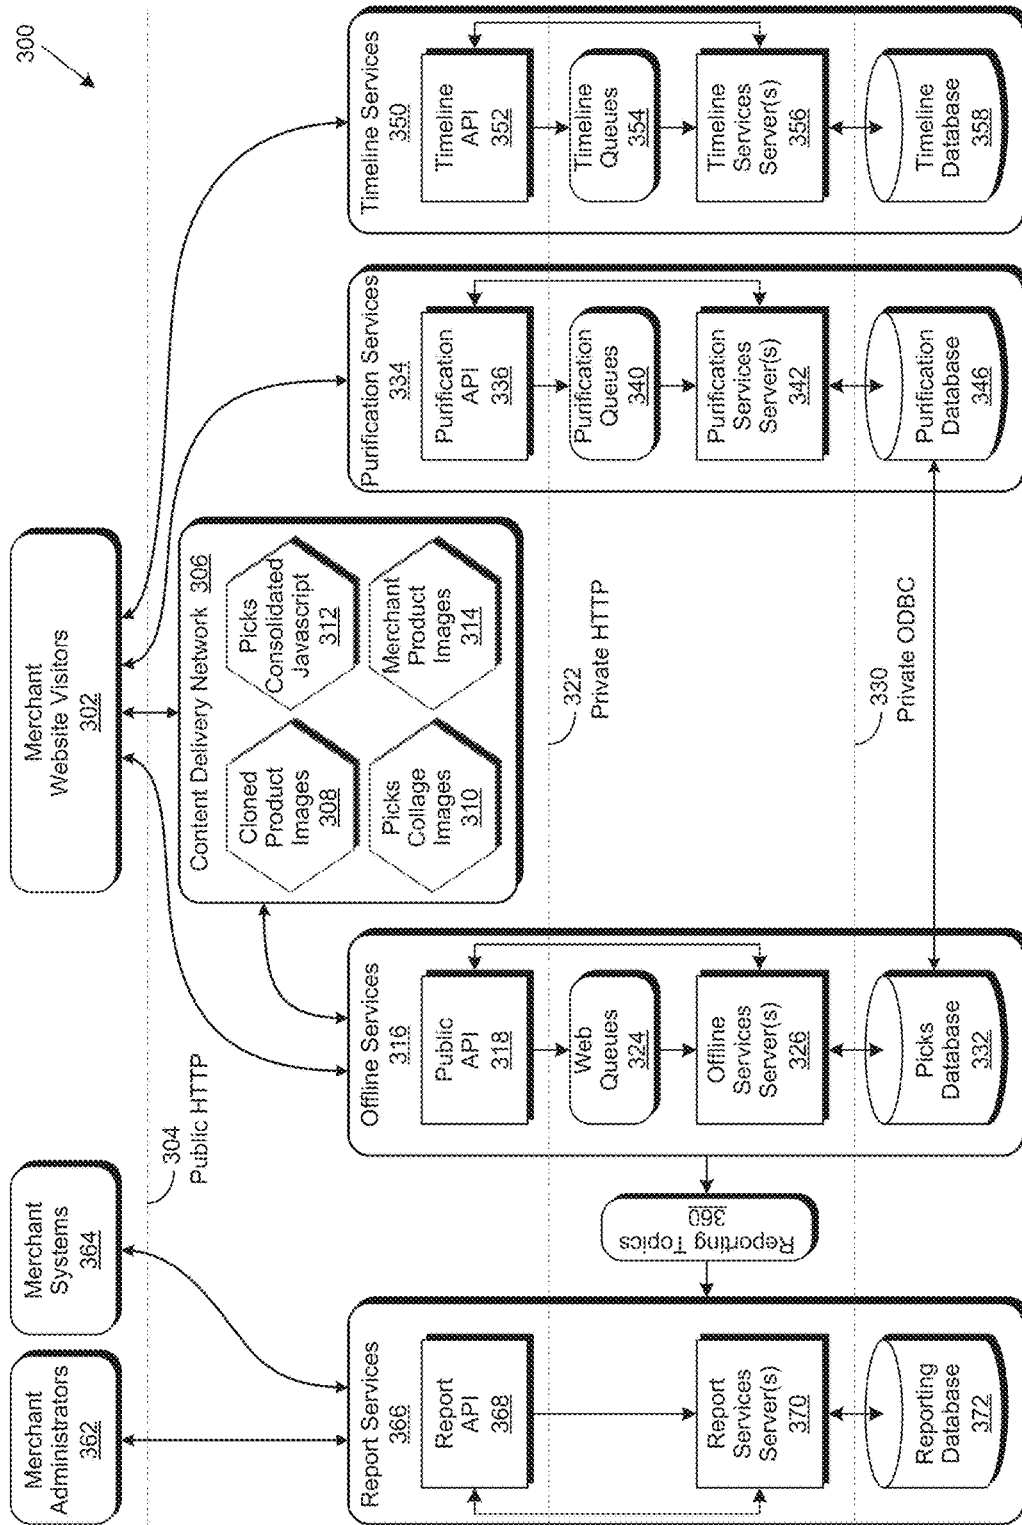 300
Merchant
Administrators
362
Merchant
Systems
364
Merchant
Website Visitors
302
304
Public HTTP
Content Delivery Network 306
Cloned
Product
Images
308
Picks
Consolidated
Javascript
312
Picks
Collage
Images
310
Merchant
Product
Images
314
Report Services
366
Report
API
368
Report
Services
Server(s)
370
Reporting
Database
372
Reporting Topics
360
Offline Services
316
Public
API
318
Web
Queues
324
Offline
Services
Server(s)
326
Picks
Database
332
322
Private HTTP
330
Private ODBC
Purification Services
334
Purification
API
336
Purification
Queues
340
Purification
Services
Server(s)
342
Purification
Database
346
Timeline Services
350
Timeline
API
352
Timeline
Queues
354
Timeline
Services
Server(s)
356
Timeline
Database
358